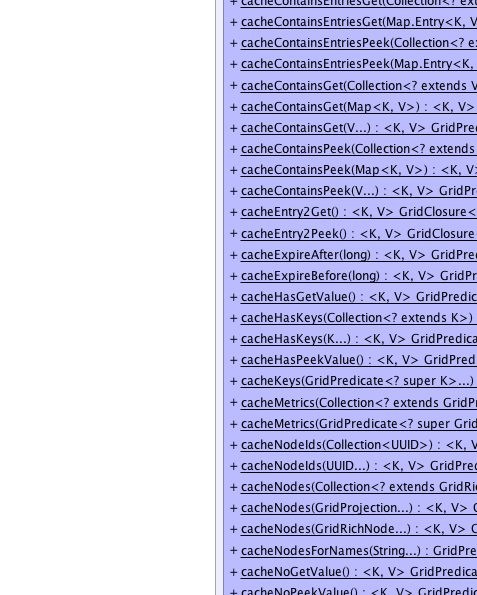 + cacheContainsEntriesGet(Collection<? ext
+ cacheContainsEntriesGet(Map.Entry<K, V
+ cacheContainsEntriesPeek(Collection<? e
+ cacheContainsEntriesPeek(Map.Entry<K,
+ cacheContainsGet(Collection<? extends V
+ cacheContainsGet(Map<K, V>) : <K, V>
+ cacheContainsGet(V...) : <K, V> GridPre
+ cacheContainsPeek(Collection<? extends
+ cacheContainsPeek(Map<K, V>) : <K, V>
+ cacheContainsPeek(V...) : <K, V> GridPr
+ cacheEntry2Get() : <K, V> GridClosure<
+ cacheEntry2Peek() : <K, V> GridClosure
+ cacheExpireAfter(long) : <K, V> GridPre
+ cacheExpireBefore(long) : <K, V> GridPr
+ cacheHasGetValue() : <K, V> GridPredic
+ cacheHasKeys(Collection<? extends K>)
+ cacheHasKeys(K...) : <K, V> GridPredica
+ cacheHasPeekValue() : <K, V> GridPred
+ cacheKeys(GridPredicate<? super K>...)
+ cacheMetrics(Collection<? extends GridP
+ cacheMetrics(GridPredicate<? super Grid
+ cacheNodeIds(Collection<UUID>) : <K, V
+ cacheNodeIds(UUID...) : <K, V> GridPre
+ cacheNodes(Collection<? extends GridRi
+ cacheNodes(GridProjection...) : <K, V> G
+ cacheNodes(GridRichNode...) : <K, V> G
+ cacheNodesForNames(String...) : GridPre
+ cacheNoGetValue() : <K, V> GridPredica
+ cacheNoPeekValue() : <K, V> GridPredic